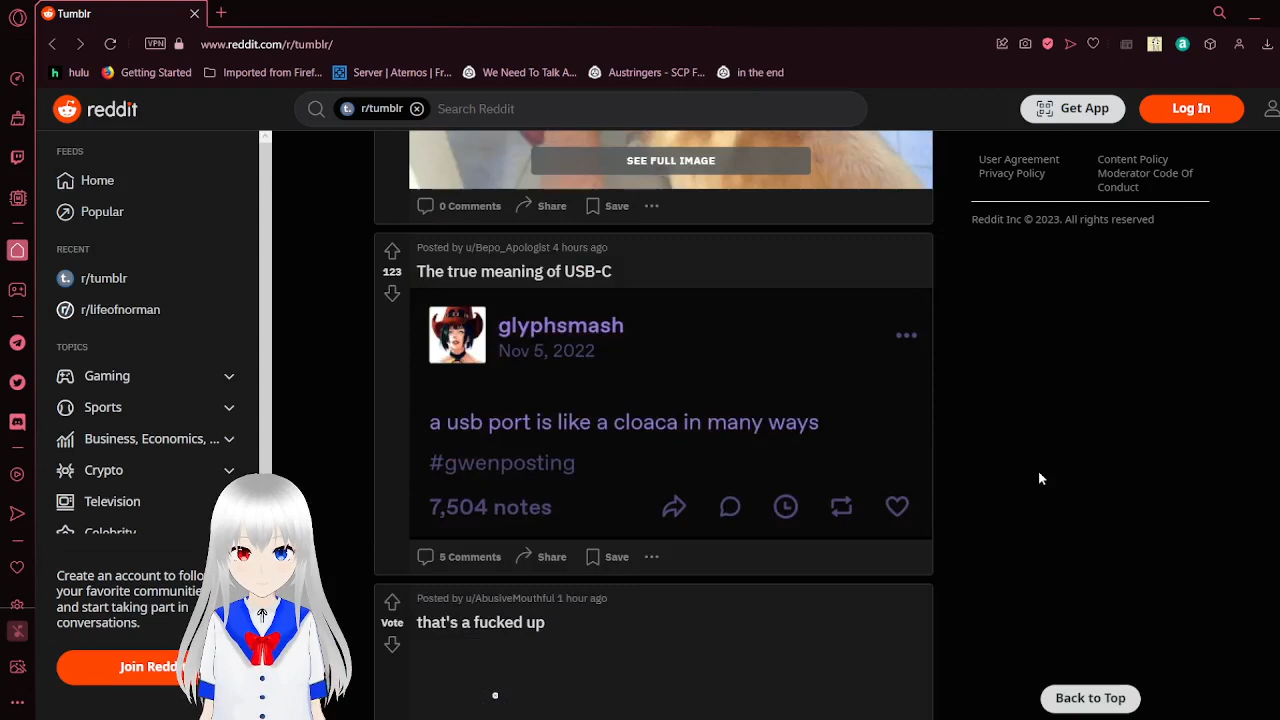 Tumblr
VPN
www.reddit.com/r/tumblr/
hulu
Getting Started
Imported from Firef...
Server | Aternos | Fr...
We Need To Talk A...
Austringers - SCP F...
in the end
reddit
r/tumblr
Search Reddit
Get App
Log In
FEEDS
Home
Popular
RECENT
r/tumblr
r/lifeofnorman
TOPICS
Gaming
Sports
Business, Economics, ...
Crypto
Television
Celebrity
Create an account to follo
your favorite communitie
and start taking part in
conversations.
Join Reddit
SEE FULL IMAGE
0 Comments
Share
Save
Posted by u/Bepo_Apologist 4 hours ago
123
The true meaning of USB-C
glyphsmash
Nov 5, 2022
a usb port is like a cloaca in many ways
#gwenposting
7,504 notes
5 Comments
Share
Save
Posted by u/AbusiveMouthful 1 hour ago
Vote
that's a fucked up
User Agreement
Privacy Policy
Content Policy
Moderator Code Of
Conduct
Reddit Inc © 2023. All rights reserved
Back to Top